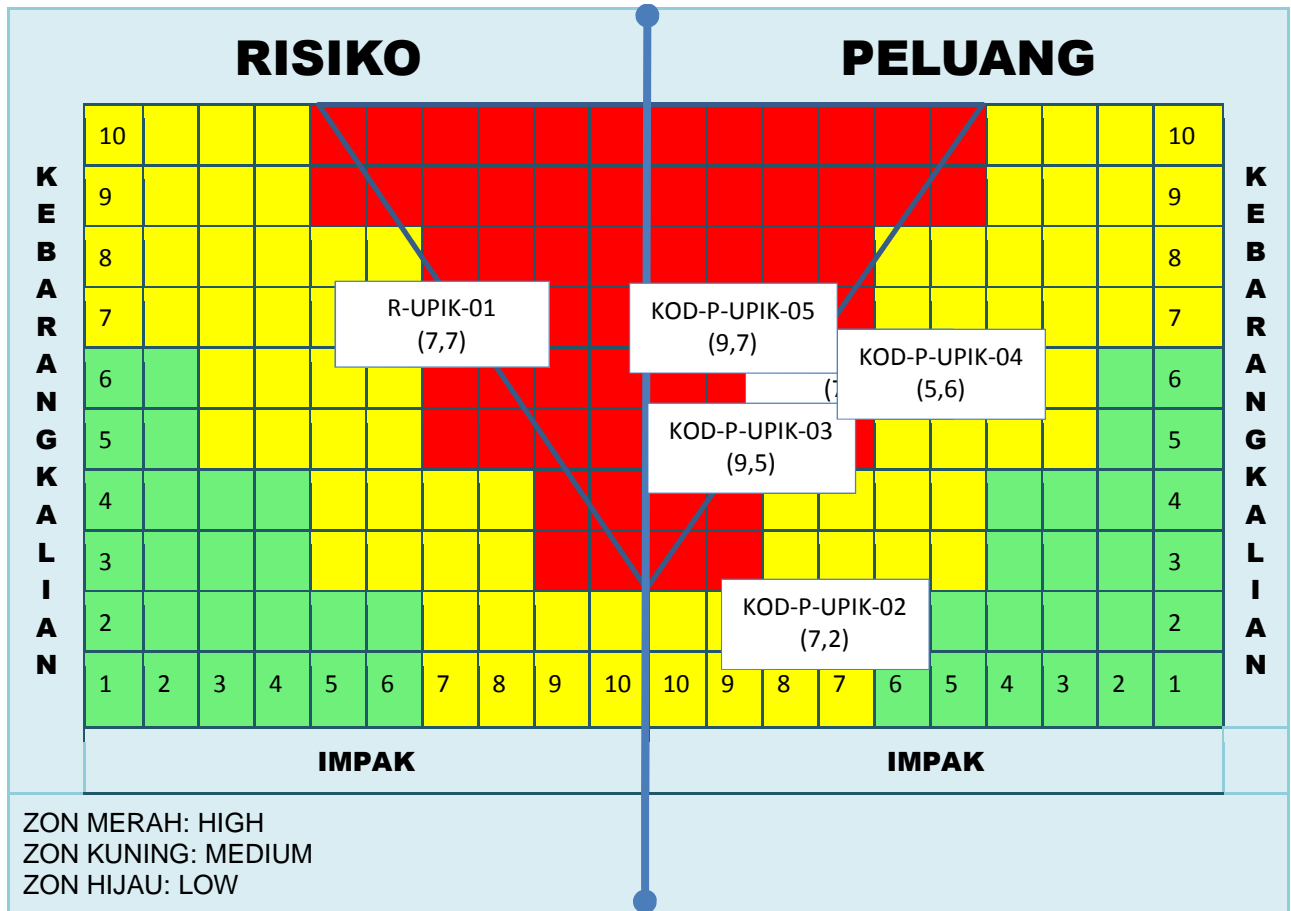 RISIKO PELUANG
KEBARANGKALIAN
KEBARANGKALIAN
10 10
9 9
8 8
7 7
R-UPIK-01
(7,7)
KOD-P-UPIK-05
(9,7)
KOD-P-UPIK-04
(5,6)
6 6
KOD-P-UPIK-03
(9,5)
5 5
4 4
3 3
KOD-P-UPIK-02
(7,2)
2 2
1 2 3 4 5 6 7 8 9 10 10 9 8 7 6 5 4 3 2 1
IMPAK IMPAK
ZON MERAH: HIGH
ZON KUNING: MEDIUM
ZON HIJAU: LOW